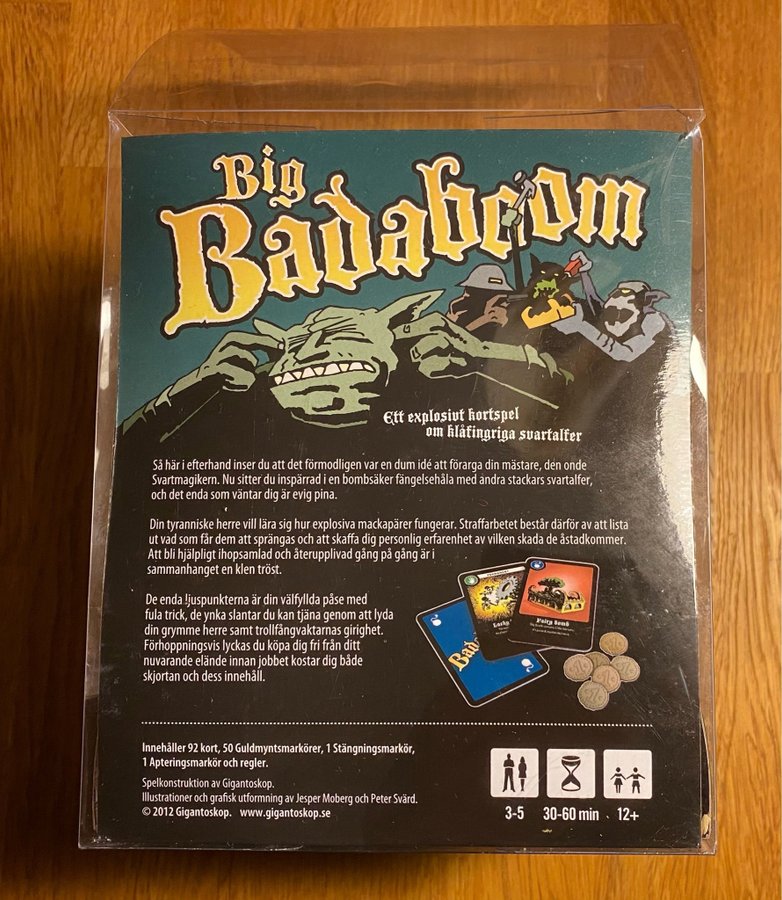 Big
Badaboom
Ett explosivt kortspel
om klåfingriga svartalfer
Så här i efterhand inser du att det förmodligen var en dum idé att förarga din mästare, den onde
Svartmagikern. Nu sitter du inspärrad i en bombsäker fängelsehåla med andra stackars svartalfer,
och det enda som väntar dig är evig pina.
Din tyranniske herre vill lära sig hur explosiva mackapärer fungerar. Straffarbetet består därför av att lista
ut vad som får dem att sprängas och att skaffa dig personlig erfarenhet av vilken skada de åstadkommer.
Att bli hjälpligt ihopsamlad och återupplivad gång på gång är i
sammanhanget en klen tröst.
De enda ljuspunkterna är din välfyllda påse med
fula trick, de ynka slantar du kan tjäna genom att lyda
din grymme herre samt trollfångvaktarnas girighet.
Förhoppningsvis lyckas du köpa dig fri från ditt
nuvarande elände innan jobbet kostar dig både
skjortan och dess innehåll.
Fairy bomb
Innehåller 92 kort, 50 Guldmyntsmarkörer, 1 Stängningsmarkör,
1 Apteringsmarkör och regler.
Spelkonstruktion av Gigantoskop.
Illustrationer och grafisk utformning av Jesper Moberg och Peter Svärd.
© 2012 Gigantoskop. www.gigantoskop.se
3-5 30-60 min 12+